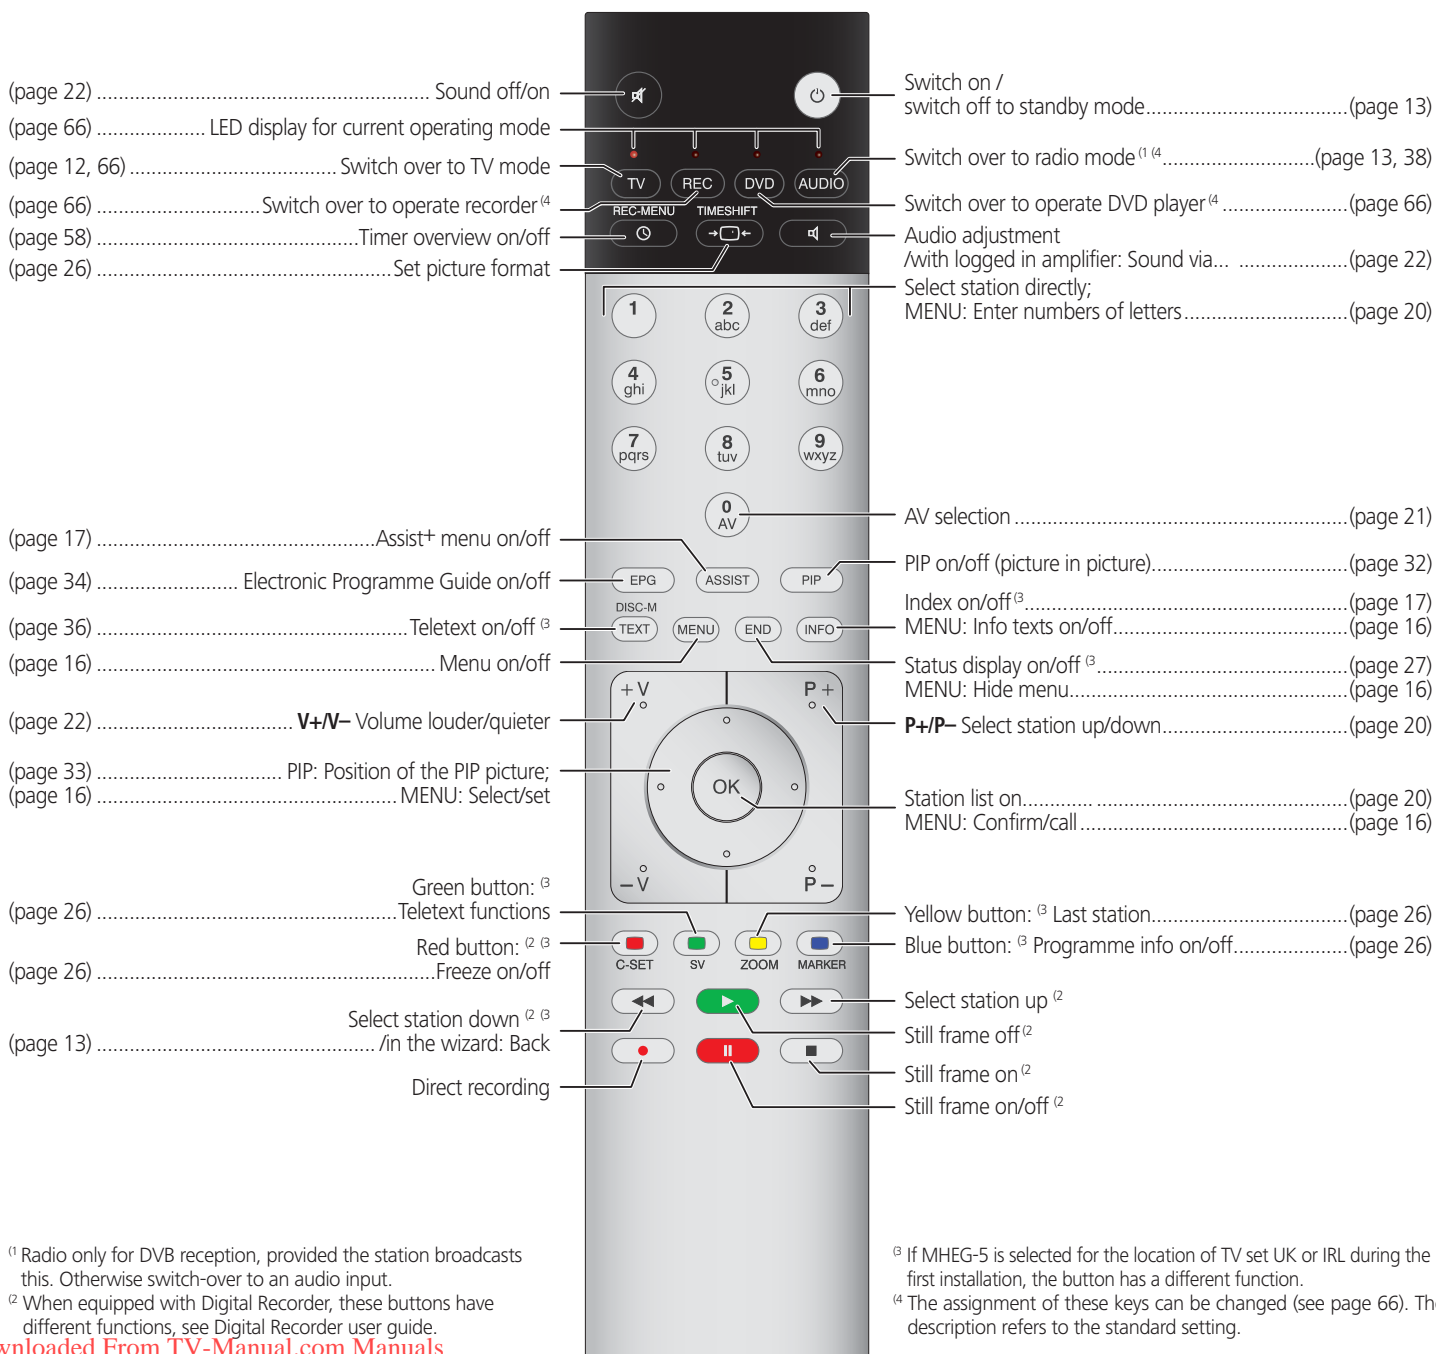 (page 22) ............................................................ Sound off/on
(page 66) .................... LED display for current operating mode
(page 12, 66) ...................................... Switch over to TV mode
(page 66) .............................. Switch over to operate recorder (4
(page 58) ................................................ Timer overview on/off
(page 26) ...................................................... Set picture format
(page 17) ................................................... Assist+ menu on/off
(page 34) .......................... Electronic Programme Guide on/off
(page 36) ......................................................... Teletext on/off (3
(page 16) .............................................................. Menu on/off
(page 22) .................................... V+/V– Volume louder/quieter
(page 33) .................................. PIP: Position of the PIP picture;
(page 16) ....................................................... MENU: Select/set
Green button: (3
(page 26) ....................................................... Teletext functions
Red button: (2 (3
(page 26) .............................................................. Freeze on/off
Select station down (2 (3
(page 13) ................................................... /in the wizard: Back
Direct recording
TV REC DVD AUDIO
REC-MENU TIMESHIFT
1 2 abc 3 def
4 ghi 5 jkl 6 mno
7 pqrs 8 tuv 9 wxyz
0 AV
EPG ASSIST PIP
DISC-M
TEXT MENU END INFO
+ V P +
OK
– V P –
C-SET SV ZOOM MARKER
Switch on /
switch off to standby mode.....................................(page 13)
Switch over to radio mode (1 (4............................(page 13, 38)
Switch over to operate DVD player (4 .......................(page 66)
Audio adjustment
/with logged in amplifier: Sound via... ....................(page 22)
Select station directly;
MENU: Enter numbers of letters..............................(page 20)
AV selection.............................................................(page 21)
PIP on/off (picture in picture)...................................(page 32)
Index on/off (3..........................................................(page 17)
MENU: Info texts on/off...........................................(page 16)
Status display on/off (3..............................................(page 27)
MENU: Hide menu...................................................(page 16)
P+/P– Select station up/down..................................(page 20)
Station list on............. ..............................................(page 20)
MENU: Confirm/call.................................................(page 16)
Yellow button: (3 Last station....................................(page 26)
Blue button: (3 Programme info on/off.....................(page 26)
Select station up (2
Still frame off (2
Still frame on (2
Still frame on/off (2
(1 Radio only for DVB reception, provided the station broadcasts
this. Otherwise switch-over to an audio input.
(2 When equipped with Digital Recorder, these buttons have
different functions, see Digital Recorder user guide.
(3 If MHEG-5 is selected for the location of TV set UK or IRL during the
first installation, the button has a different function.
(4 The assignment of these keys can be changed (see page 66). Th
description refers to the standard setting.
wnloaded From TV-Manual.com Manuals